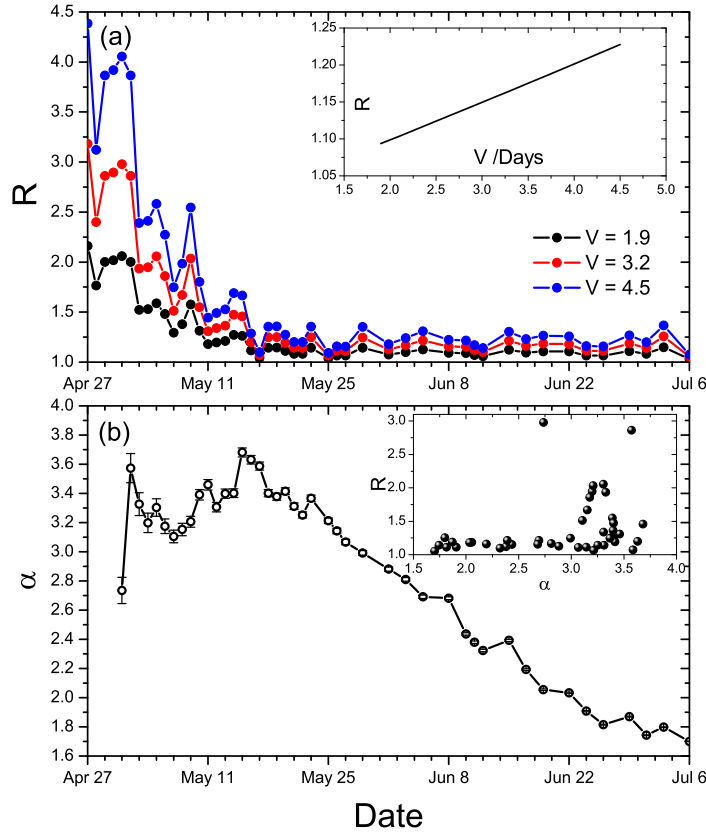 (a)
R
4.5
4.0
3.5
3.0
2.5
2.0
1.5
1.0
Apr 27 May 11 May 25 Jun 8 Jun 22 Jul 6
R
1.25
1.20
1.15
1.10
1.05
1.5 2.0 2.5 3.0 3.5 4.0 4.5 5.0
V /Days
V = 1.9
V = 3.2
V = 4.5
(b)
α
4.0
3.8
3.6
3.4
3.2
3.0
2.8
2.6
2.4
2.2
2.0
1.8
1.6
Apr 27 May 11 May 25 Jun 8 Jun 22 Jul 6
R
3.0
2.5
2.0
1.5
1.0
1.5 2.0 2.5 3.0 3.5 4.0
α
Date